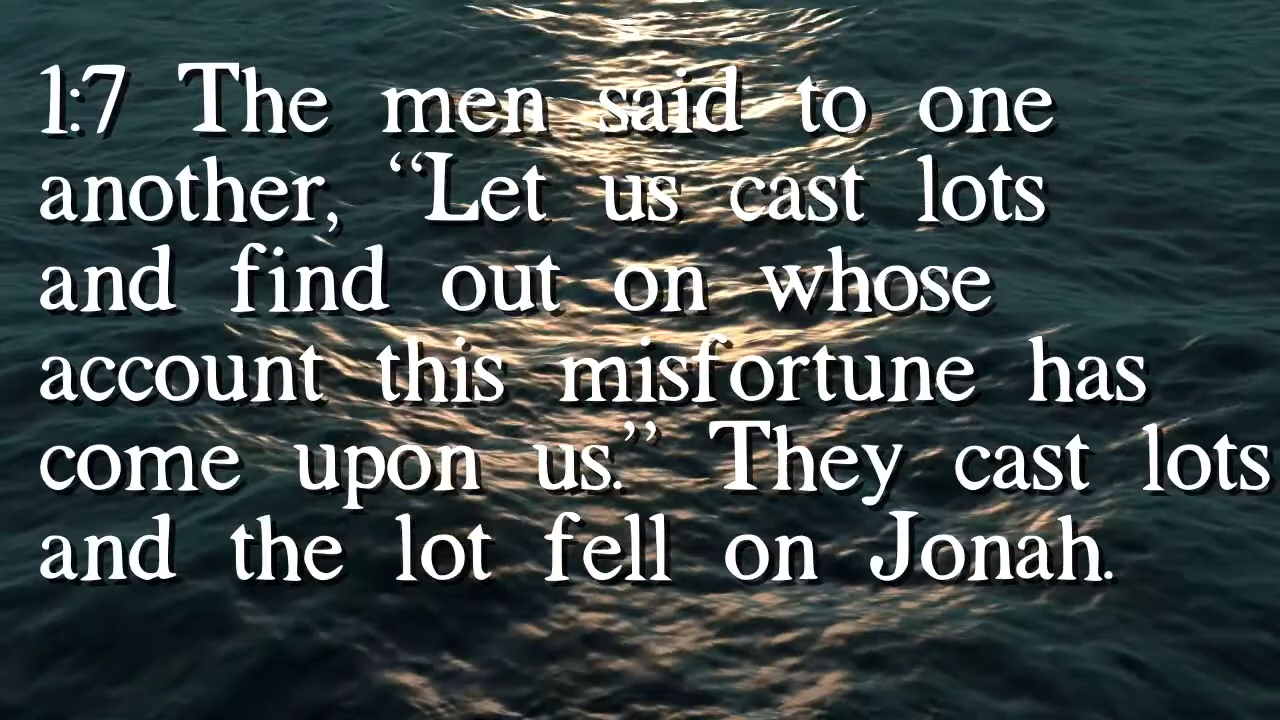 1:7 The men said to one
another, “Let us cast lots
and find out on whose
account this misfortune has
come upon us.” They cast lots
and the lot fell on Jonah.